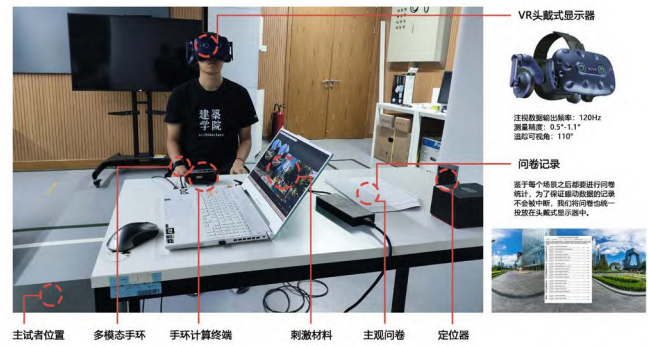 VR头戴式显示器
注视数据输出频率：120Hz
测量精度：0.5°-1.1°
追踪可视角：110°
建築
学院
问卷记录
鉴于每个场景之后都要进行问卷
统计，为了保证眼动数据的记录
不会被中断，我们将问卷也统一
投放在头戴式显示器中。
主试者位置
多模态手环
手环计算终端
刺激材料
主观问卷
定位器